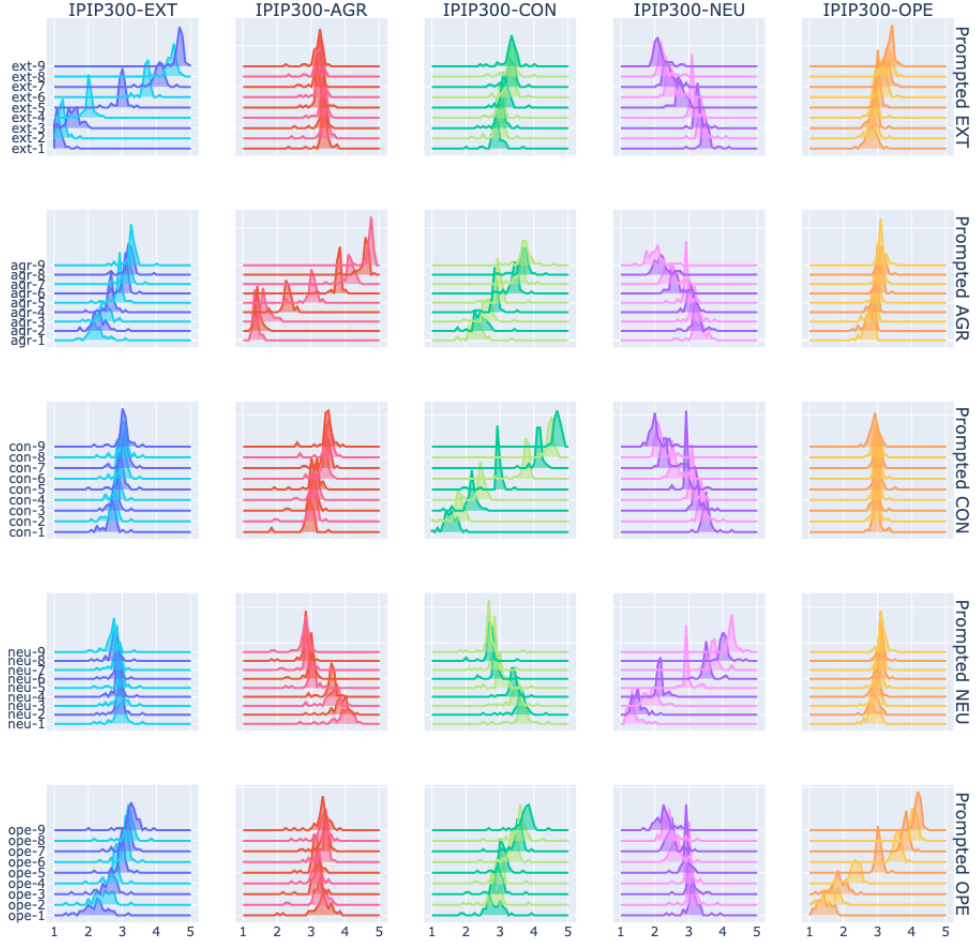 IPIP300-EXT IPIP300-AGR IPIP300-CON IPIP300-NEU IPIP300-OPE
ext-9
ext-8
ext-7
ext-6
ext-5
ext-4
ext-3
ext-2
ext-1
Prompted EXT
agr-9
agr-8
agr-7
agr-6
agr-5
agr-4
agr-3
agr-2
agr-1
Prompted AGR
con-9
con-8
con-7
con-6
con-5
con-4
con-3
con-2
con-1
Prompted CON
neu-9
neu-8
neu-7
neu-6
neu-5
neu-4
neu-3
neu-2
neu-1
Prompted NEU
ope-9
ope-8
ope-7
ope-6
ope-5
ope-4
ope-3
ope-2
ope-1
Prompted OPE
1 2 3 4 5 1 2 3 4 5 1 2 3 4 5 1 2 3 4 5 1 2 3 4 5